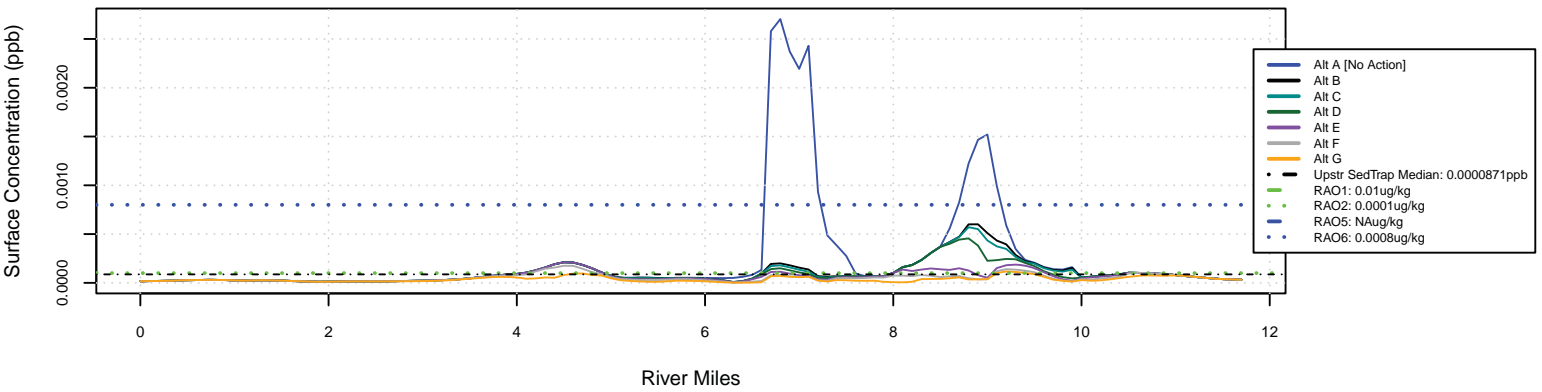 Surface Concentration (ppb)
0.0020
0.0010
0.0000
0 2 4 6 8 10 12
River Miles
Alt A [No Action]
Alt B
Alt C
Alt D
Alt E
Alt F
Alt G
Upstr SedTrap Median: 0.0000871ppb
RAO1: 0.01ug/kg
RAO2: 0.0001ug/kg
RAO5: NAug/kg
RAO6: 0.0008ug/kg